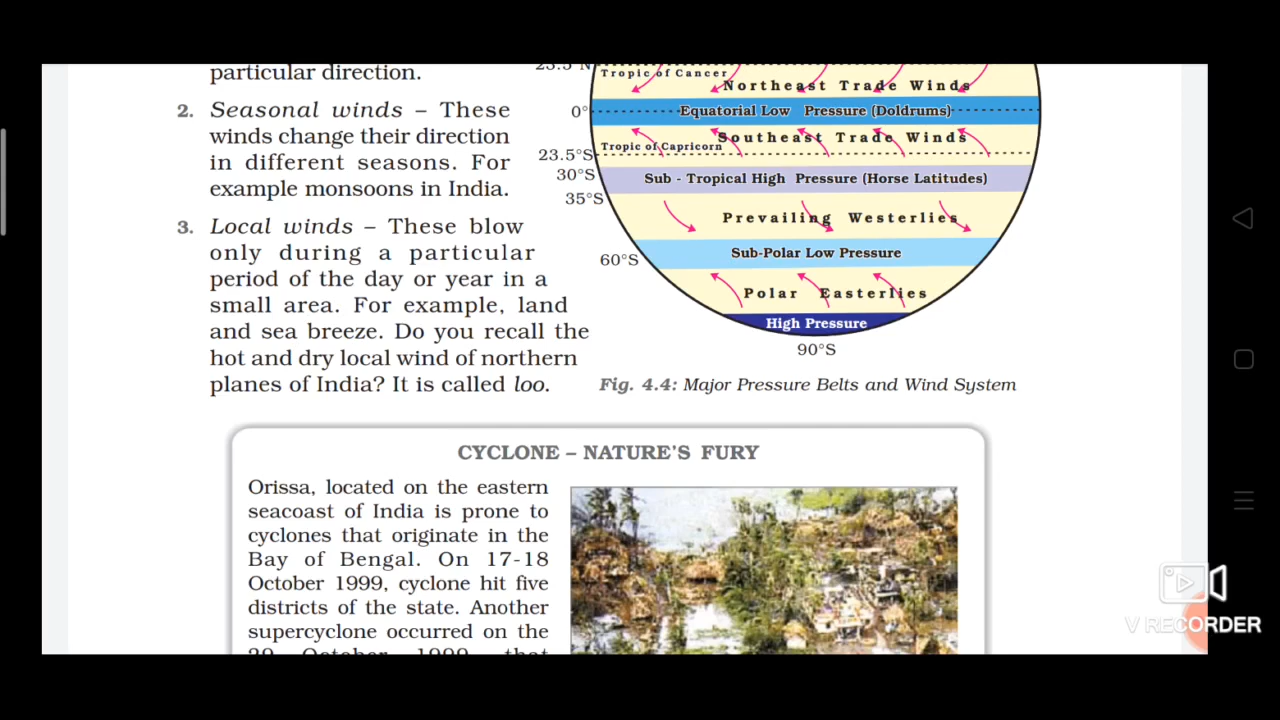 particular direction.
2. Seasonal winds – These
winds change their direction
in different seasons. For
example monsoons in India.
3. Local winds – These blow
only during a particular
period of the day or year in a
small area. For example, land
and sea breeze. Do you recall the
hot and dry local wind of northern
planes of India? It is called loo.
23.5°N
Tropic of Cancer
Northeast Trade Winds
0°
Equatorial Low Pressure (Doldrums)
Southeast Trade Winds
Tropic of Capricorn
23.5°S
30°S
Sub - Tropical High Pressure (Horse Latitudes)
35°S
Prevailing Westerlies
60°S
Sub-Polar Low Pressure
Polar Easterlies
High Pressure
90°S
Fig. 4.4: Major Pressure Belts and Wind System
CYCLONE – NATURE'S FURY
Orissa, located on the eastern
seacoast of India is prone to
cyclones that originate in the
Bay of Bengal. On 17-18
October 1999, cyclone hit five
districts of the state. Another
supercyclone occurred on the
29 October 1999, that
V RECORDER